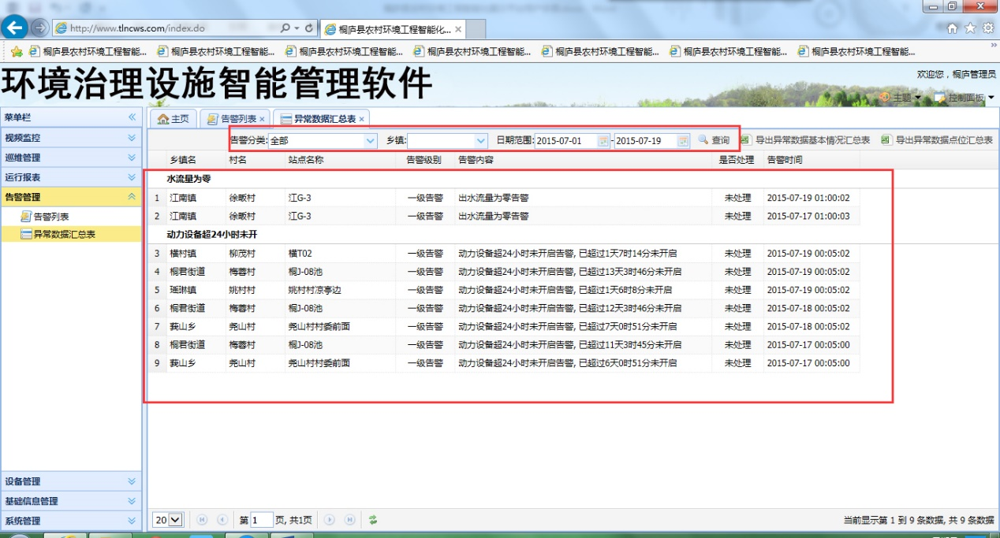 http://www.tlncws.com/index.do
桐庐县农村环境工程智能化...
桐庐县农村环境工程智能... 桐庐县农村环境工程智能... 桐庐县农村环境工程智能... 桐庐县农村环境工程智能... 桐庐县农村环境工程智能... 桐庐县农村环境工程智能... 桐庐县农村环境工程智能...
环境治理设施智能管理软件
欢迎您，桐庐管理员
主题 控制面板
菜单栏
视频监控
巡维管理
运行报表
告警管理
告警列表
异常数据汇总表
设备管理
基础信息管理
系统管理
主页 告警列表 异常数据汇总表
告警分类: 全部 乡镇: 日期范围: 2015-07-01 - 2015-07-19 查询 导出异常数据基本情况汇总表 导出异常数据点位汇总表
乡镇名 村名 站点名称 告警级别 告警内容 是否处理 告警时间
水流量为零
1 江南镇 徐畈村 江G-3 一级告警 出水流量为零告警 未处理 2015-07-19 01:00:02
2 江南镇 徐畈村 江G-3 一级告警 出水流量为零告警 未处理 2015-07-17 01:00:03
动力设备超24小时未开
3 横村镇 柳茂村 横T02 一级告警 动力设备超24小时未开启告警, 已超过1天7时14分未开启 未处理 2015-07-19 00:05:02
4 桐君街道 梅蓉村 桐J-08池 一级告警 动力设备超24小时未开启告警, 已超过13天3时46分未开启 未处理 2015-07-19 00:05:02
5 瑶琳镇 姚村村 姚村村凉亭边 一级告警 动力设备超24小时未开启告警, 已超过1天6时8分未开启 未处理 2015-07-19 00:05:02
6 桐君街道 梅蓉村 桐J-08池 一级告警 动力设备超24小时未开启告警, 已超过12天3时46分未开启 未处理 2015-07-18 00:05:02
7 莪山乡 尧山村 尧山村村委前面 一级告警 动力设备超24小时未开启告警, 已超过7天0时51分未开启 未处理 2015-07-18 00:05:02
8 桐君街道 梅蓉村 桐J-08池 一级告警 动力设备超24小时未开启告警, 已超过11天3时45分未开启 未处理 2015-07-17 00:05:00
9 莪山乡 尧山村 尧山村村委前面 一级告警 动力设备超24小时未开启告警, 已超过6天0时51分未开启 未处理 2015-07-17 00:05:00
20 第 1 页, 共1页
当前显示第 1 到 9 条数据, 共 9 条数据